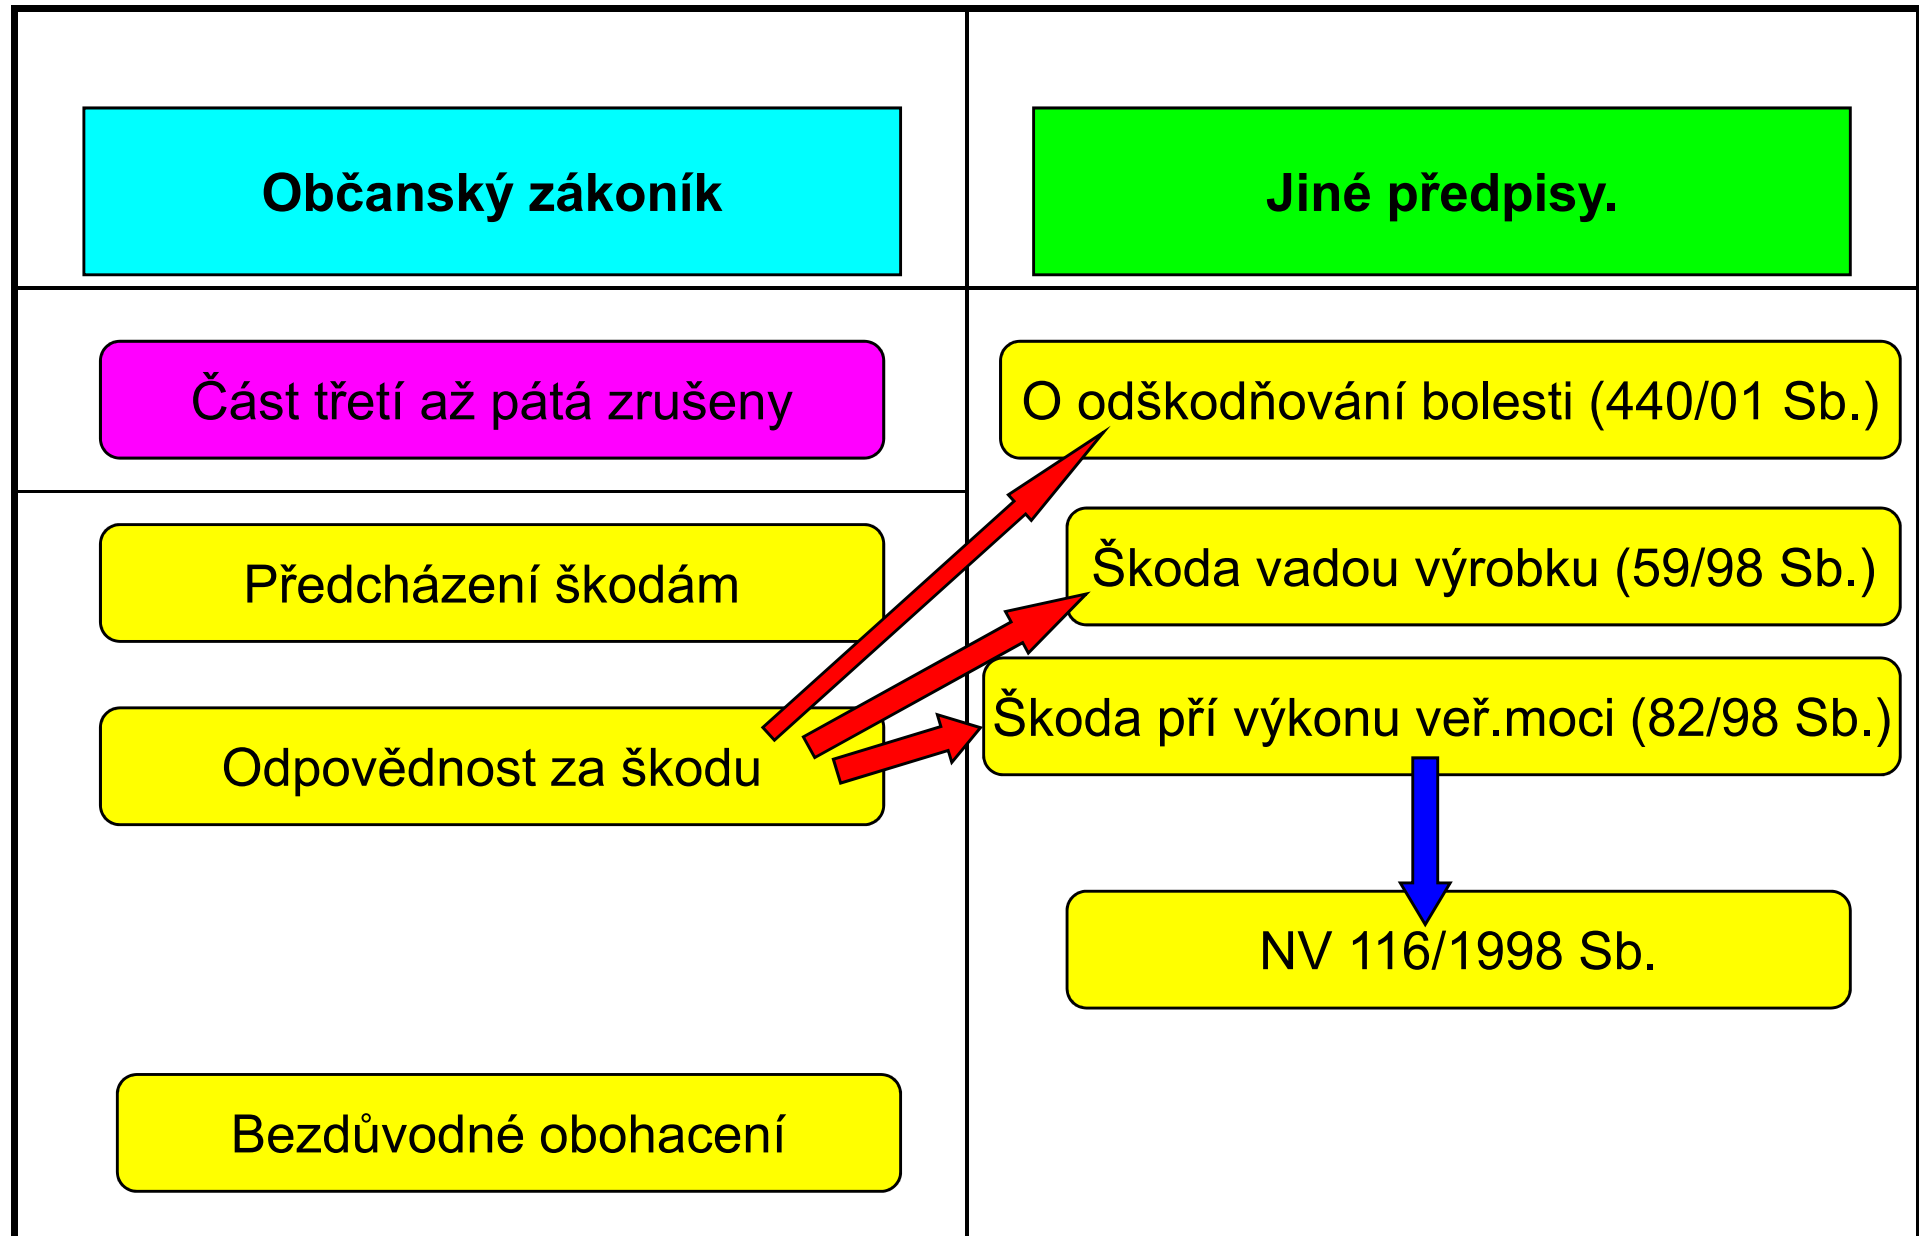 Občanský zákoník
Jiné předpisy.
Část třetí až pátá zrušeny
O odškodňování bolesti (440/01 Sb.)
Předcházení škodám
Škoda vadou výrobku (59/98 Sb.)
Odpovědnost za škodu
Škoda pří výkonu veř.moci (82/98 Sb.)
NV 116/1998 Sb.
Bezdůvodné obohacení